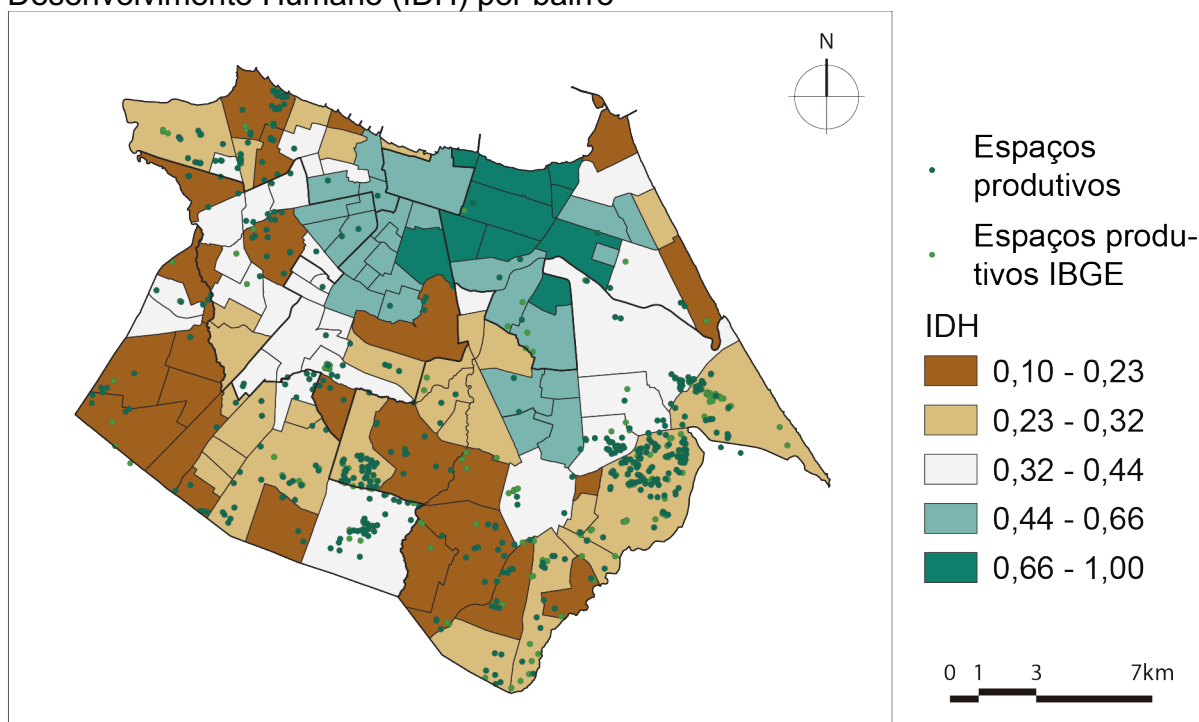 Desenvolvimento Humano (IDH) por bairro
N
Espaços
produtivos
Espaços produ-
tivos IBGE
IDH
0,10 - 0,23
0,23 - 0,32
0,32 - 0,44
0,44 - 0,66
0,66 - 1,00
0 1 3 7km